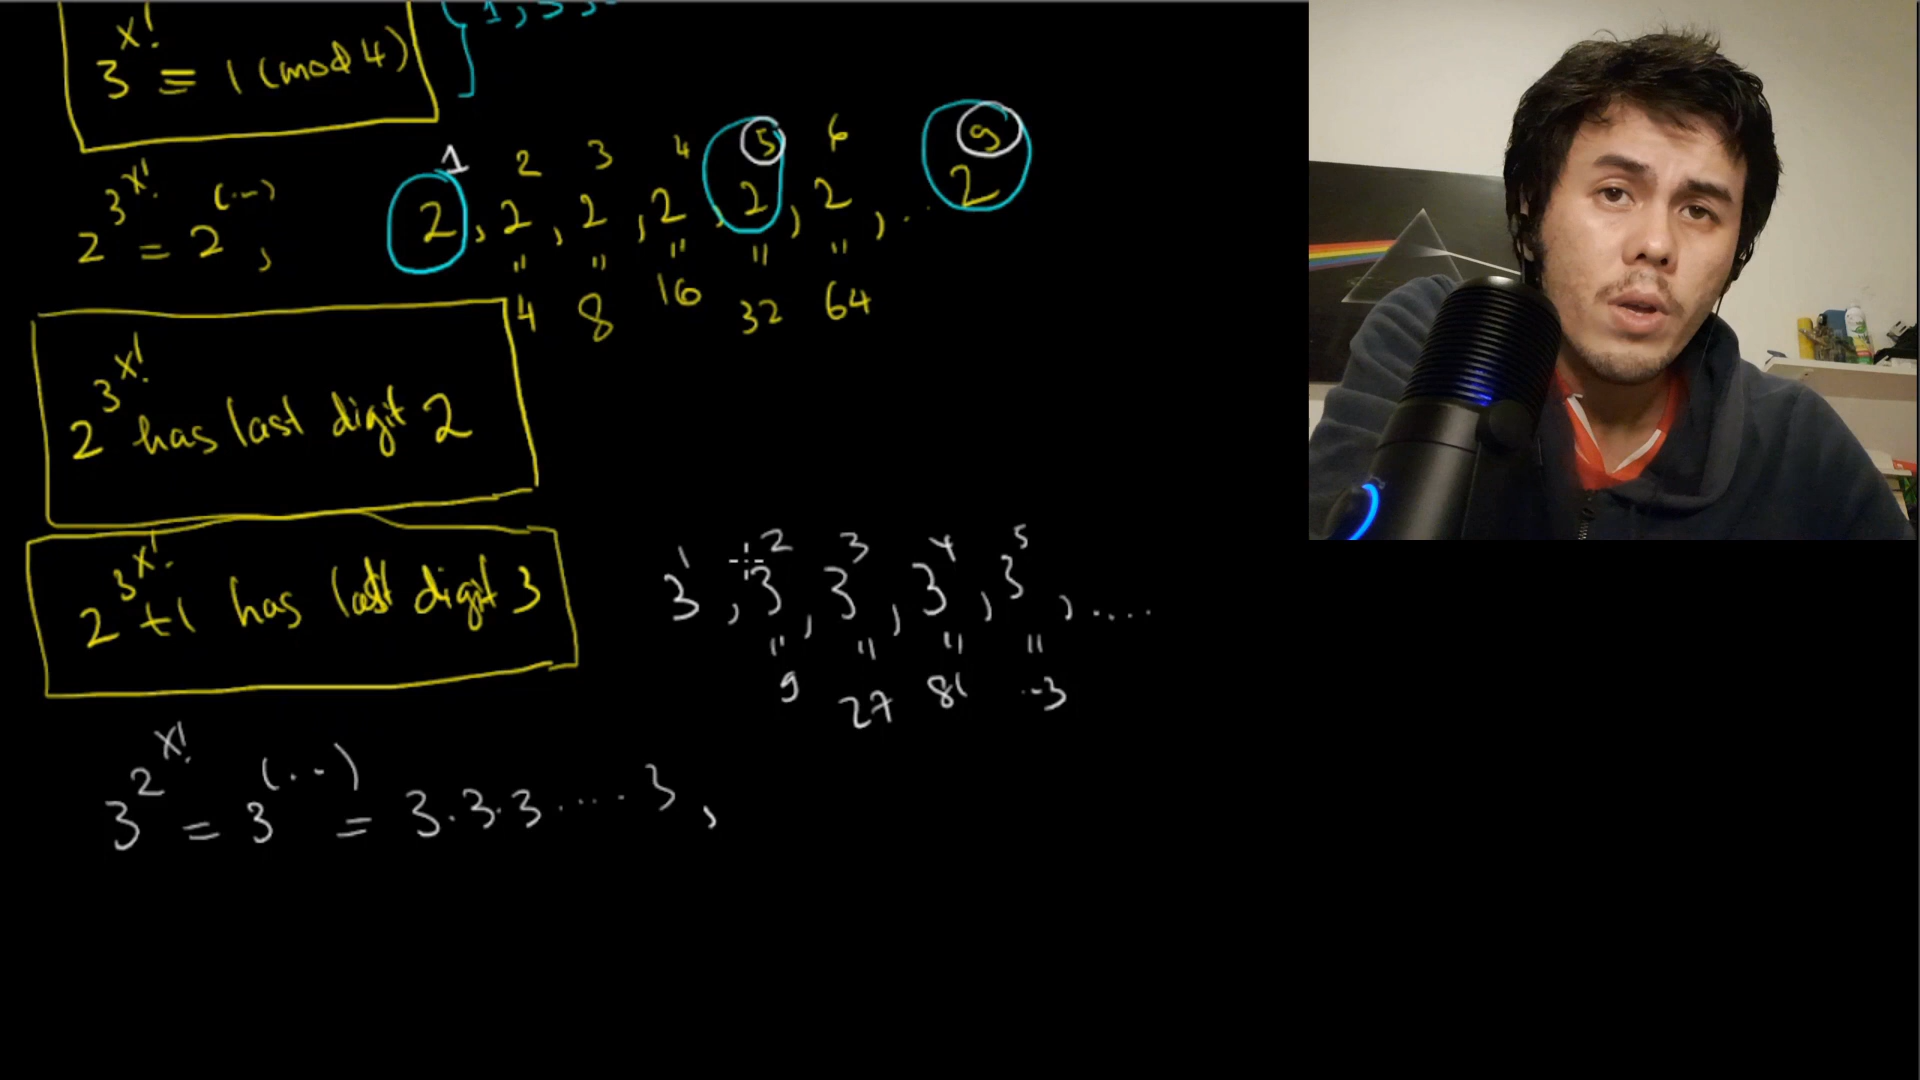 3^{x!} ≡ 1 (mod 4)
1 2 3 4 5 6 9
2, 2, 2, 2, 2, 2, ... 2
2^{3^{x!}} = 2^{(...)},
" " " " "
4 8 16 32 64
2^{3^{x!}} has last digit 2
2^{3^{x!}} + 1 has last digit 3
3^1, 3^2, 3^3, 3^4, 3^5, ....
" " " "
9 27 81 ..3
3^{2^{x!}} = 3^{(...)} = 3·3·3·....·3,